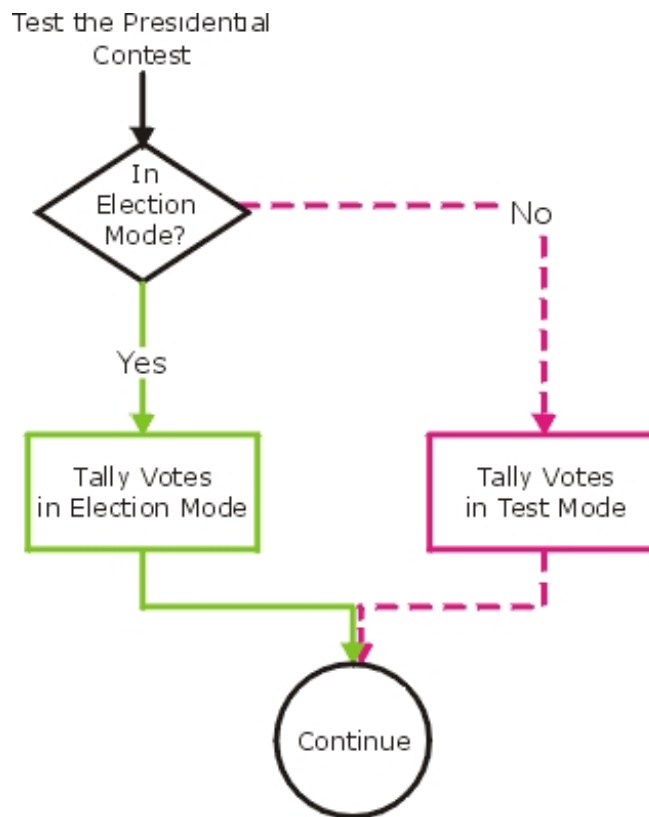 Test the Presidential
Contest
In
Election
Mode?
No
Yes
Tally Votes
in Election Mode
Tally Votes
in Test Mode
Continue